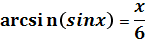 arcsin(sinx) = x/6